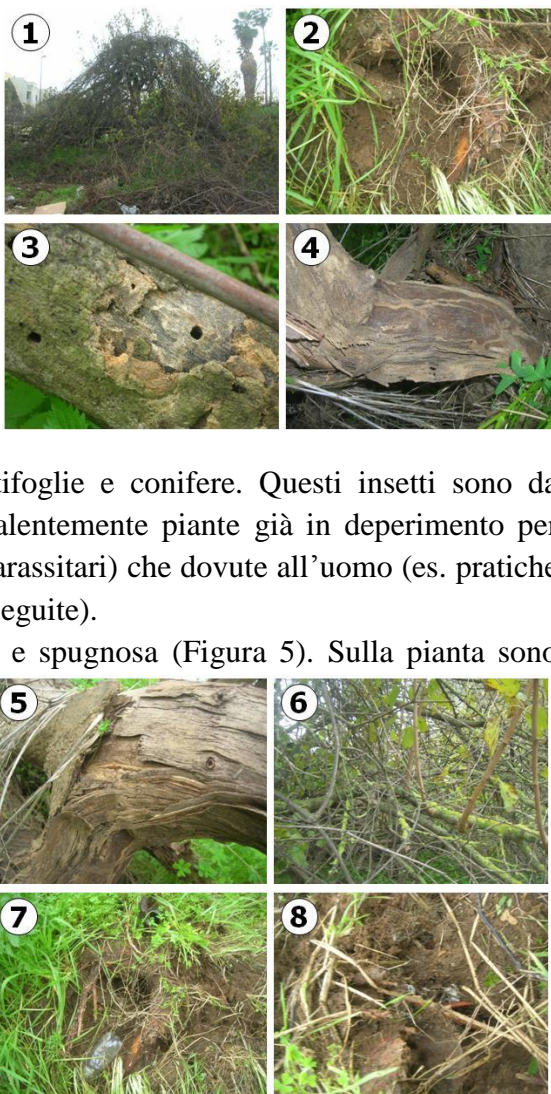 1
2
3
4
tifoglie e conifere. Questi insetti sono da
alentemente piante già in deperimento per
arassitari) che dovute all'uomo (es. pratiche
seguite).
e spugnosa (Figura 5). Sulla pianta sono
5
6
7
8